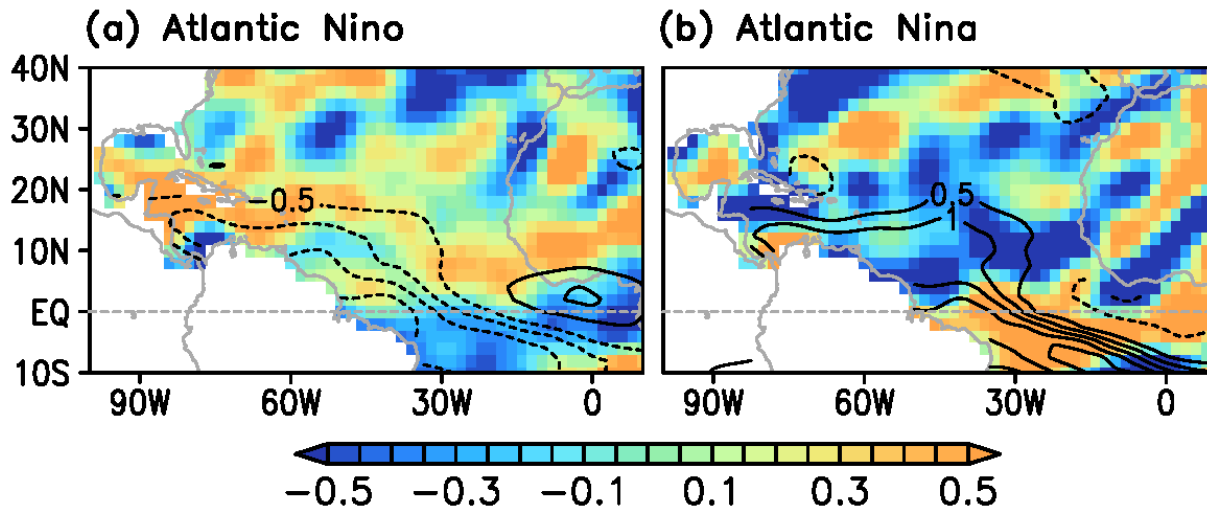 (a) Atlantic Nino
(b) Atlantic Nina
40N
30N
20N
10N
EQ
10S
-0.5
0.5
1
90W 60W 30W 0
90W 60W 30W 0
-0.5 -0.3 -0.1 0.1 0.3 0.5